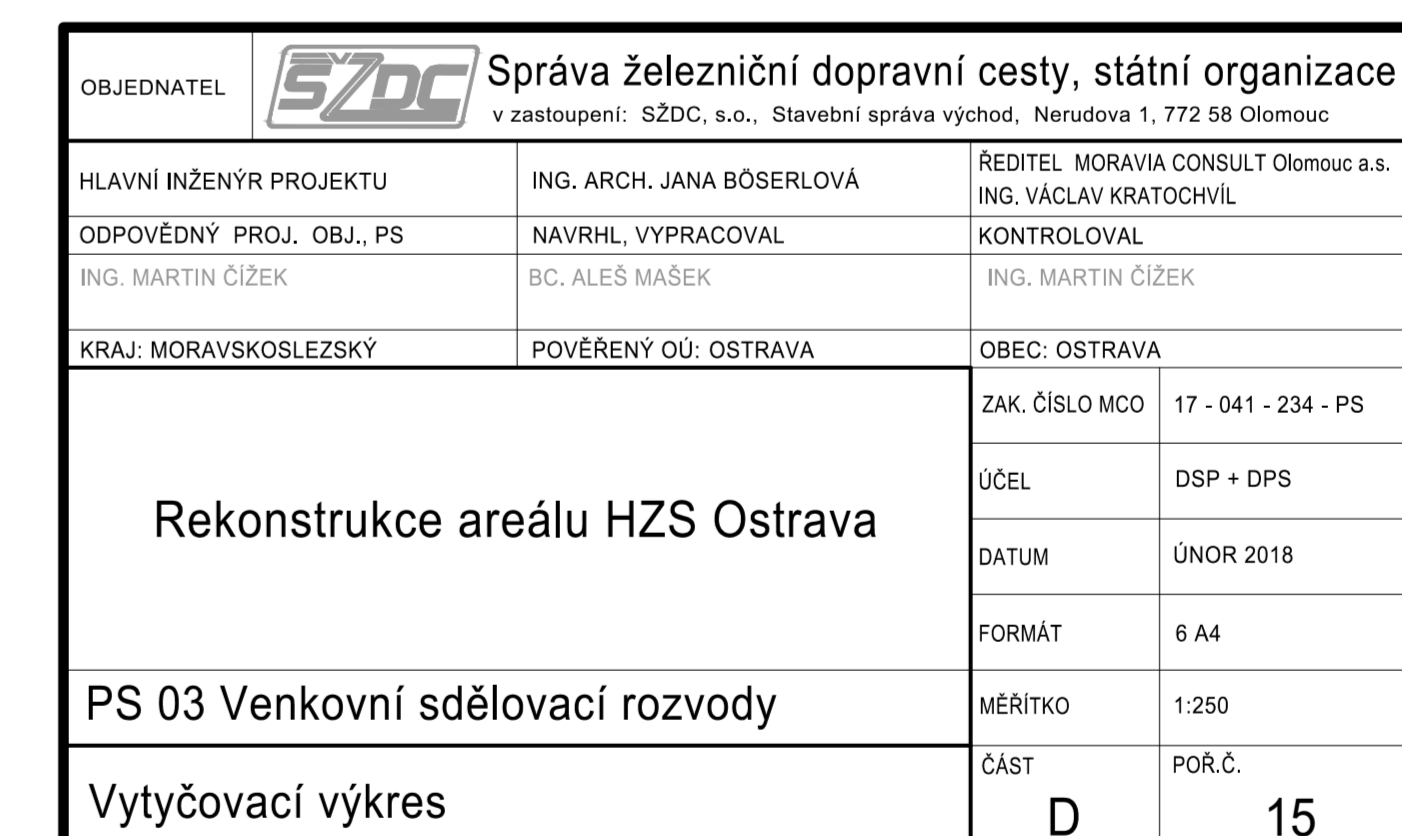 OBJEDNATEL
SŽDC
Správa železniční dopravní cesty, státní organizace
v zastoupení: SŽDC, s.o., Stavební správa východ, Nerudova 1, 772 58 Olomouc
HLAVNÍ INŽENÝR PROJEKTU
ING. ARCH. JANA BÖSERLOVÁ
ŘEDITEL MORAVIA CONSULT Olomouc a.s.
ING. VÁCLAV KRATOCHVÍL
ODPOVĚDNÝ PROJ. OBJ., PS
NAVRHL, VYPRACOVAL
KONTROLOVAL
ING. MARTIN ČÍŽEK
BC. ALEŠ MAŠEK
ING. MARTIN ČÍŽEK
KRAJ: MORAVSKOSLEZSKÝ
POVĚŘENÝ OÚ: OSTRAVA
OBEC: OSTRAVA
Rekonstrukce areálu HZS Ostrava
ZAK. ČÍSLO MCO
17 - 041 - 234 - PS
ÚČEL
DSP + DPS
DATUM
ÚNOR 2018
FORMÁT
6 A4
PS 03 Venkovní sdělovací rozvody
MĚŘÍTKO
1:250
Vytyčovací výkres
ČÁST
D
POŘ.Č.
15